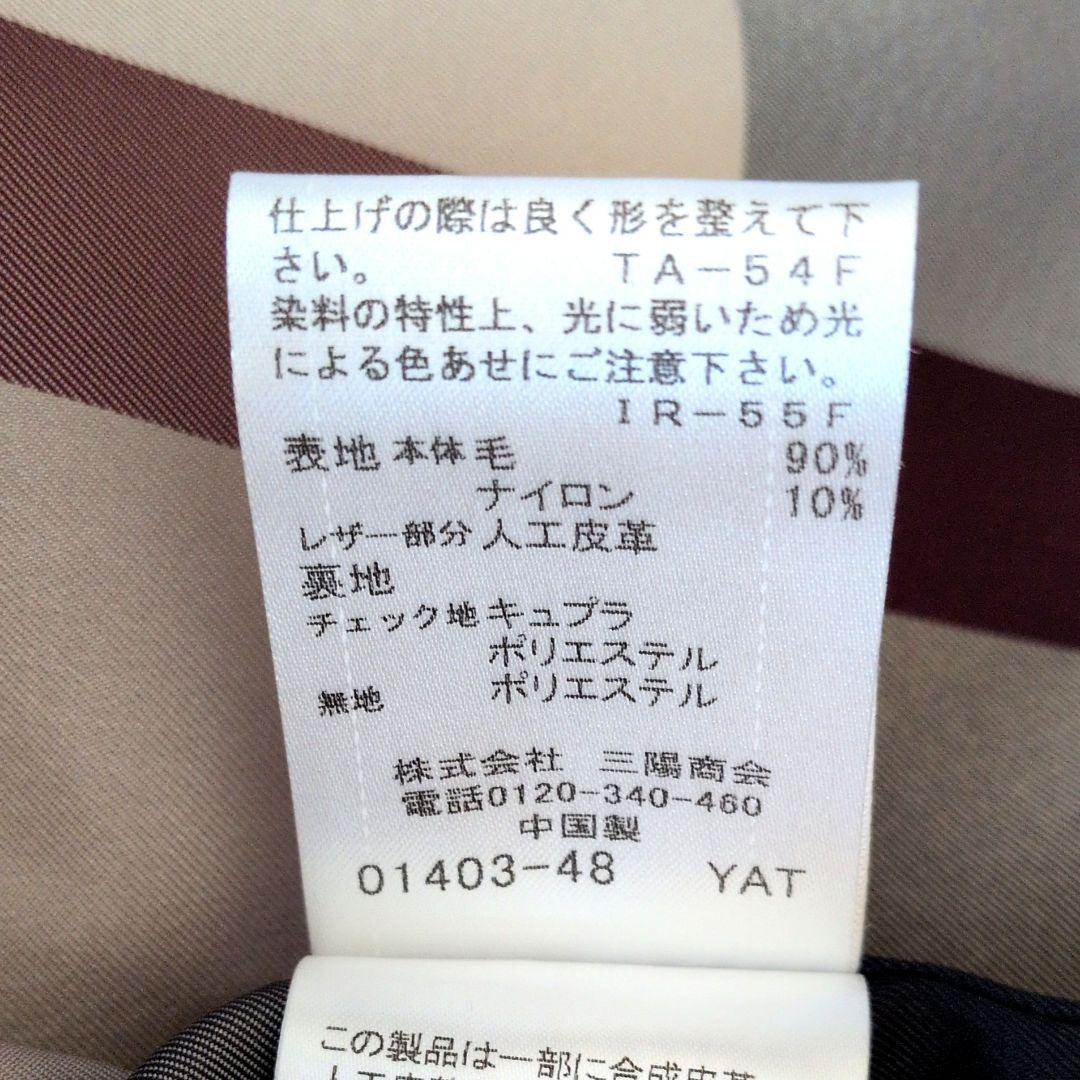 仕上げの際は良く形を整えて下
さい。 TA-54F
染料の特性上、光に弱いため光
による色あせにご注意下さい。
IR-55F
表地 本体 毛 90%
ナイロン 10%
レザー部分 人工皮革
裏地
チェック地 キュプラ
ポリエステル
無地 ポリエステル
株式会社 三陽商会
電話0120-340-460
中国製
01403-48 YAT
この製品は一部に合成皮革